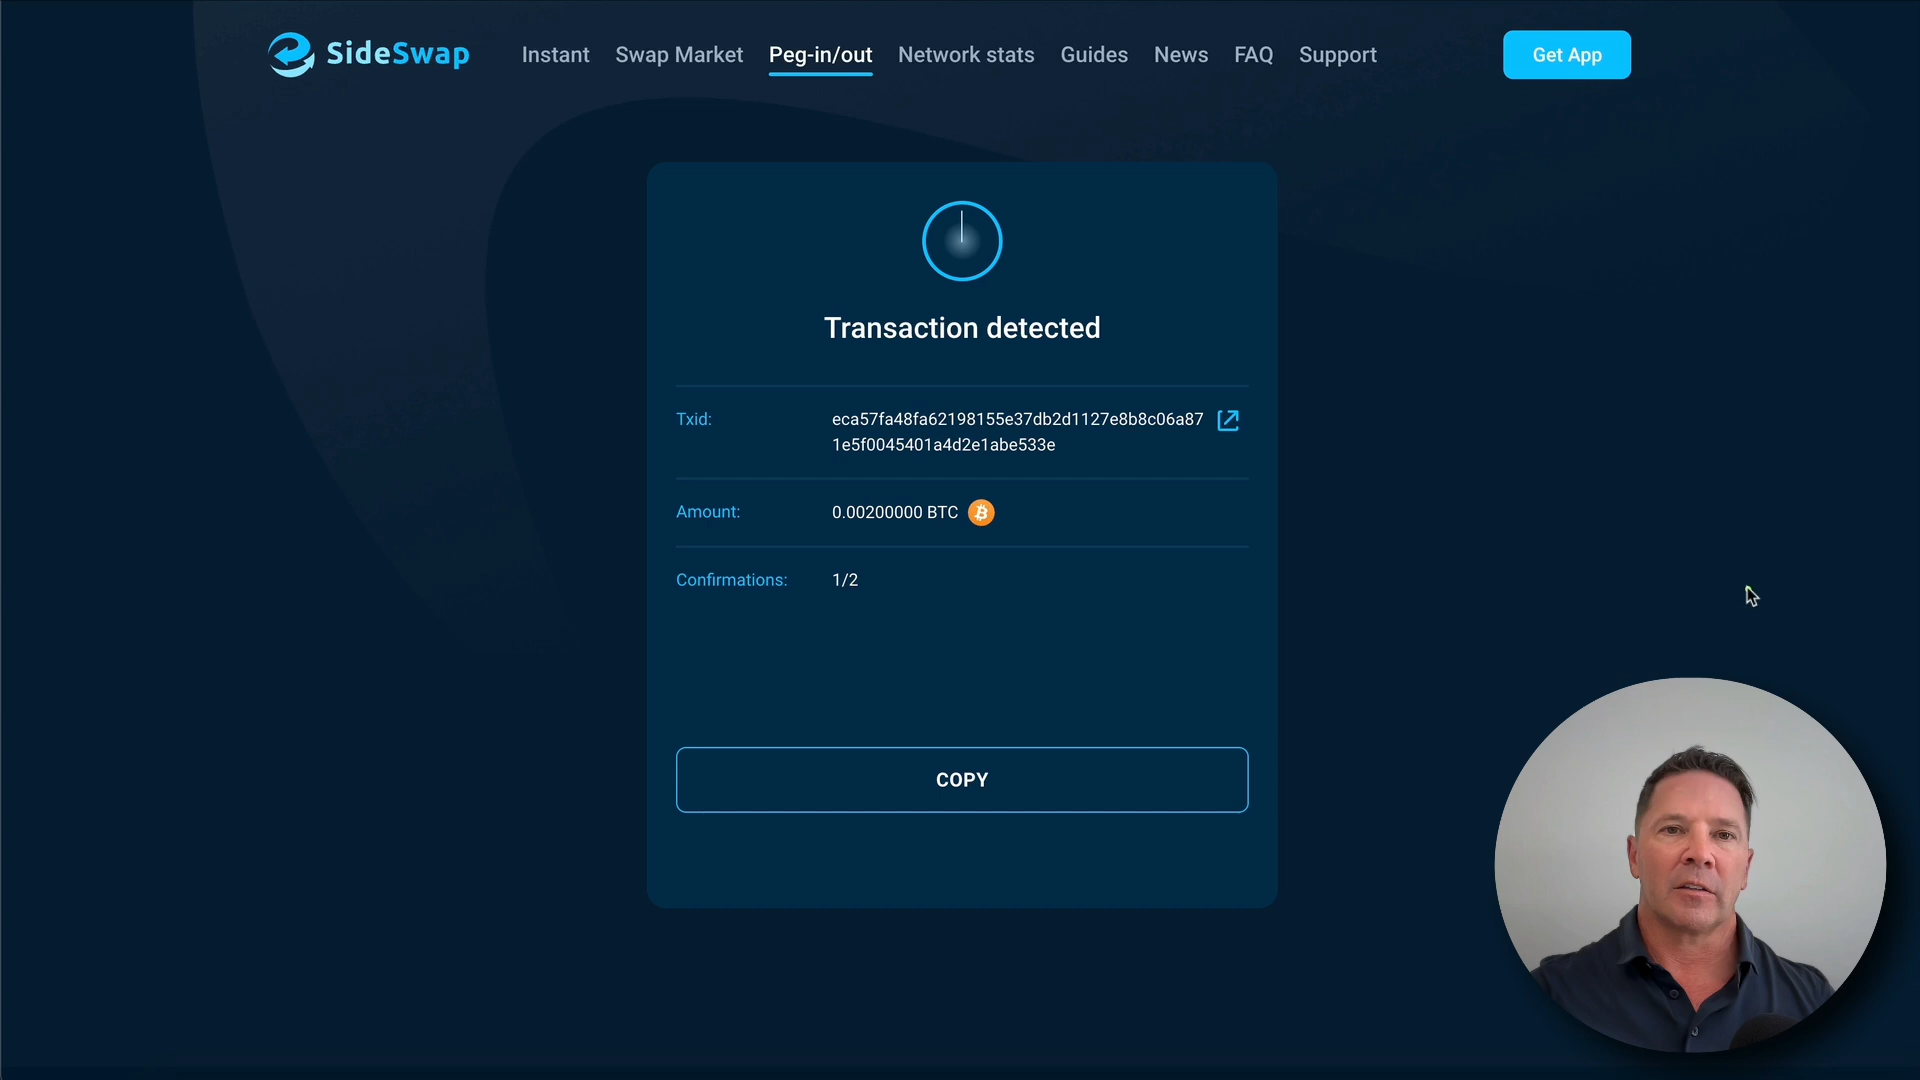 SideSwap
Instant Swap Market Peg-in/out Network stats Guides News FAQ Support
Get App
Transaction detected
Txid: eca57fa48fa62198155e37db2d1127e8b8c06a87
1e5f0045401a4d2e1abe533e
Amount: 0.00200000 BTC
Confirmations: 1/2
COPY